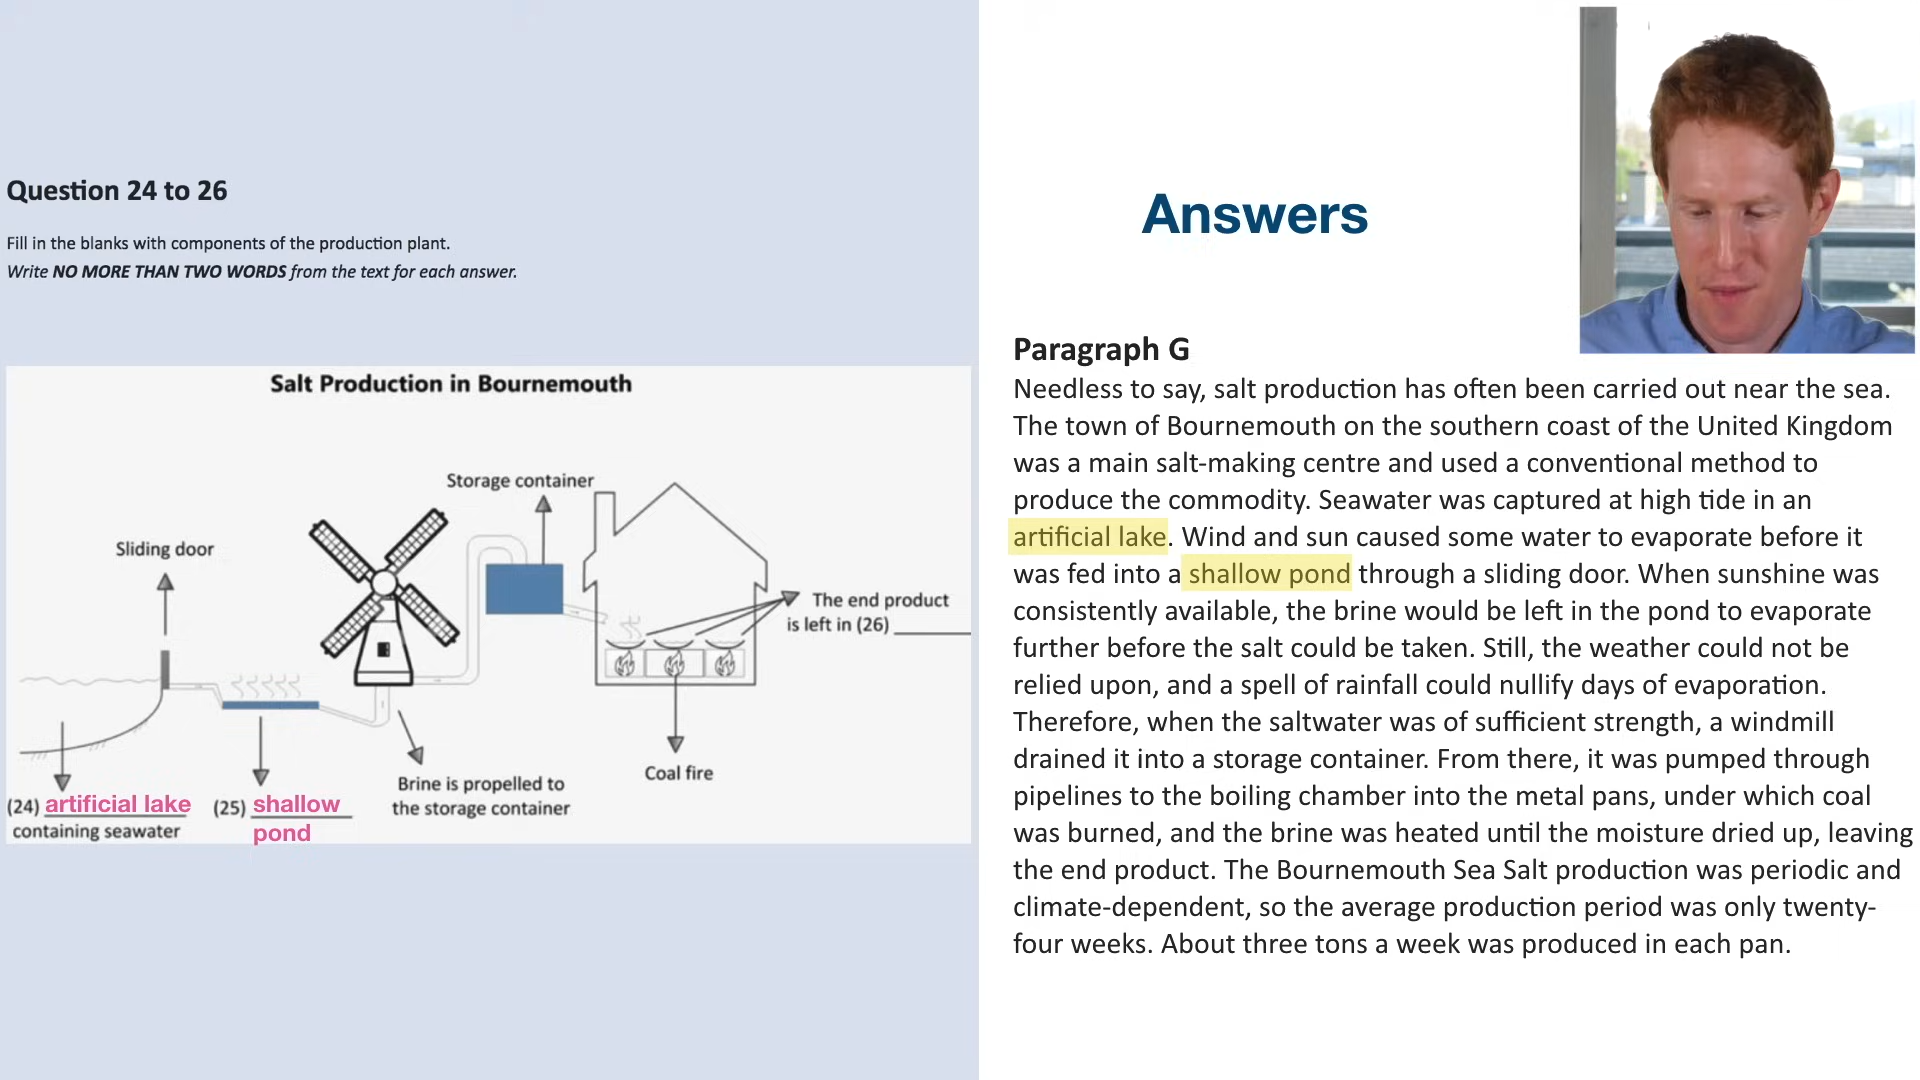 Question 24 to 26
Fill in the blanks with components of the production plant.
Write NO MORE THAN TWO WORDS from the text for each answer.
Salt Production in Bournemouth
Storage container
Sliding door
The end product
is left in (26) ________
Coal fire
Brine is propelled to
the storage container
(24) artificial lake
containing seawater
(25) shallow
pond
Answers
Paragraph G
Needless to say, salt production has often been carried out near the sea.
The town of Bournemouth on the southern coast of the United Kingdom
was a main salt-making centre and used a conventional method to
produce the commodity. Seawater was captured at high tide in an
artificial lake. Wind and sun caused some water to evaporate before it
was fed into a shallow pond through a sliding door. When sunshine was
consistently available, the brine would be left in the pond to evaporate
further before the salt could be taken. Still, the weather could not be
relied upon, and a spell of rainfall could nullify days of evaporation.
Therefore, when the saltwater was of sufficient strength, a windmill
drained it into a storage container. From there, it was pumped through
pipelines to the boiling chamber into the metal pans, under which coal
was burned, and the brine was heated until the moisture dried up, leaving
the end product. The Bournemouth Sea Salt production was periodic and
climate-dependent, so the average production period was only twenty-
four weeks. About three tons a week was produced in each pan.